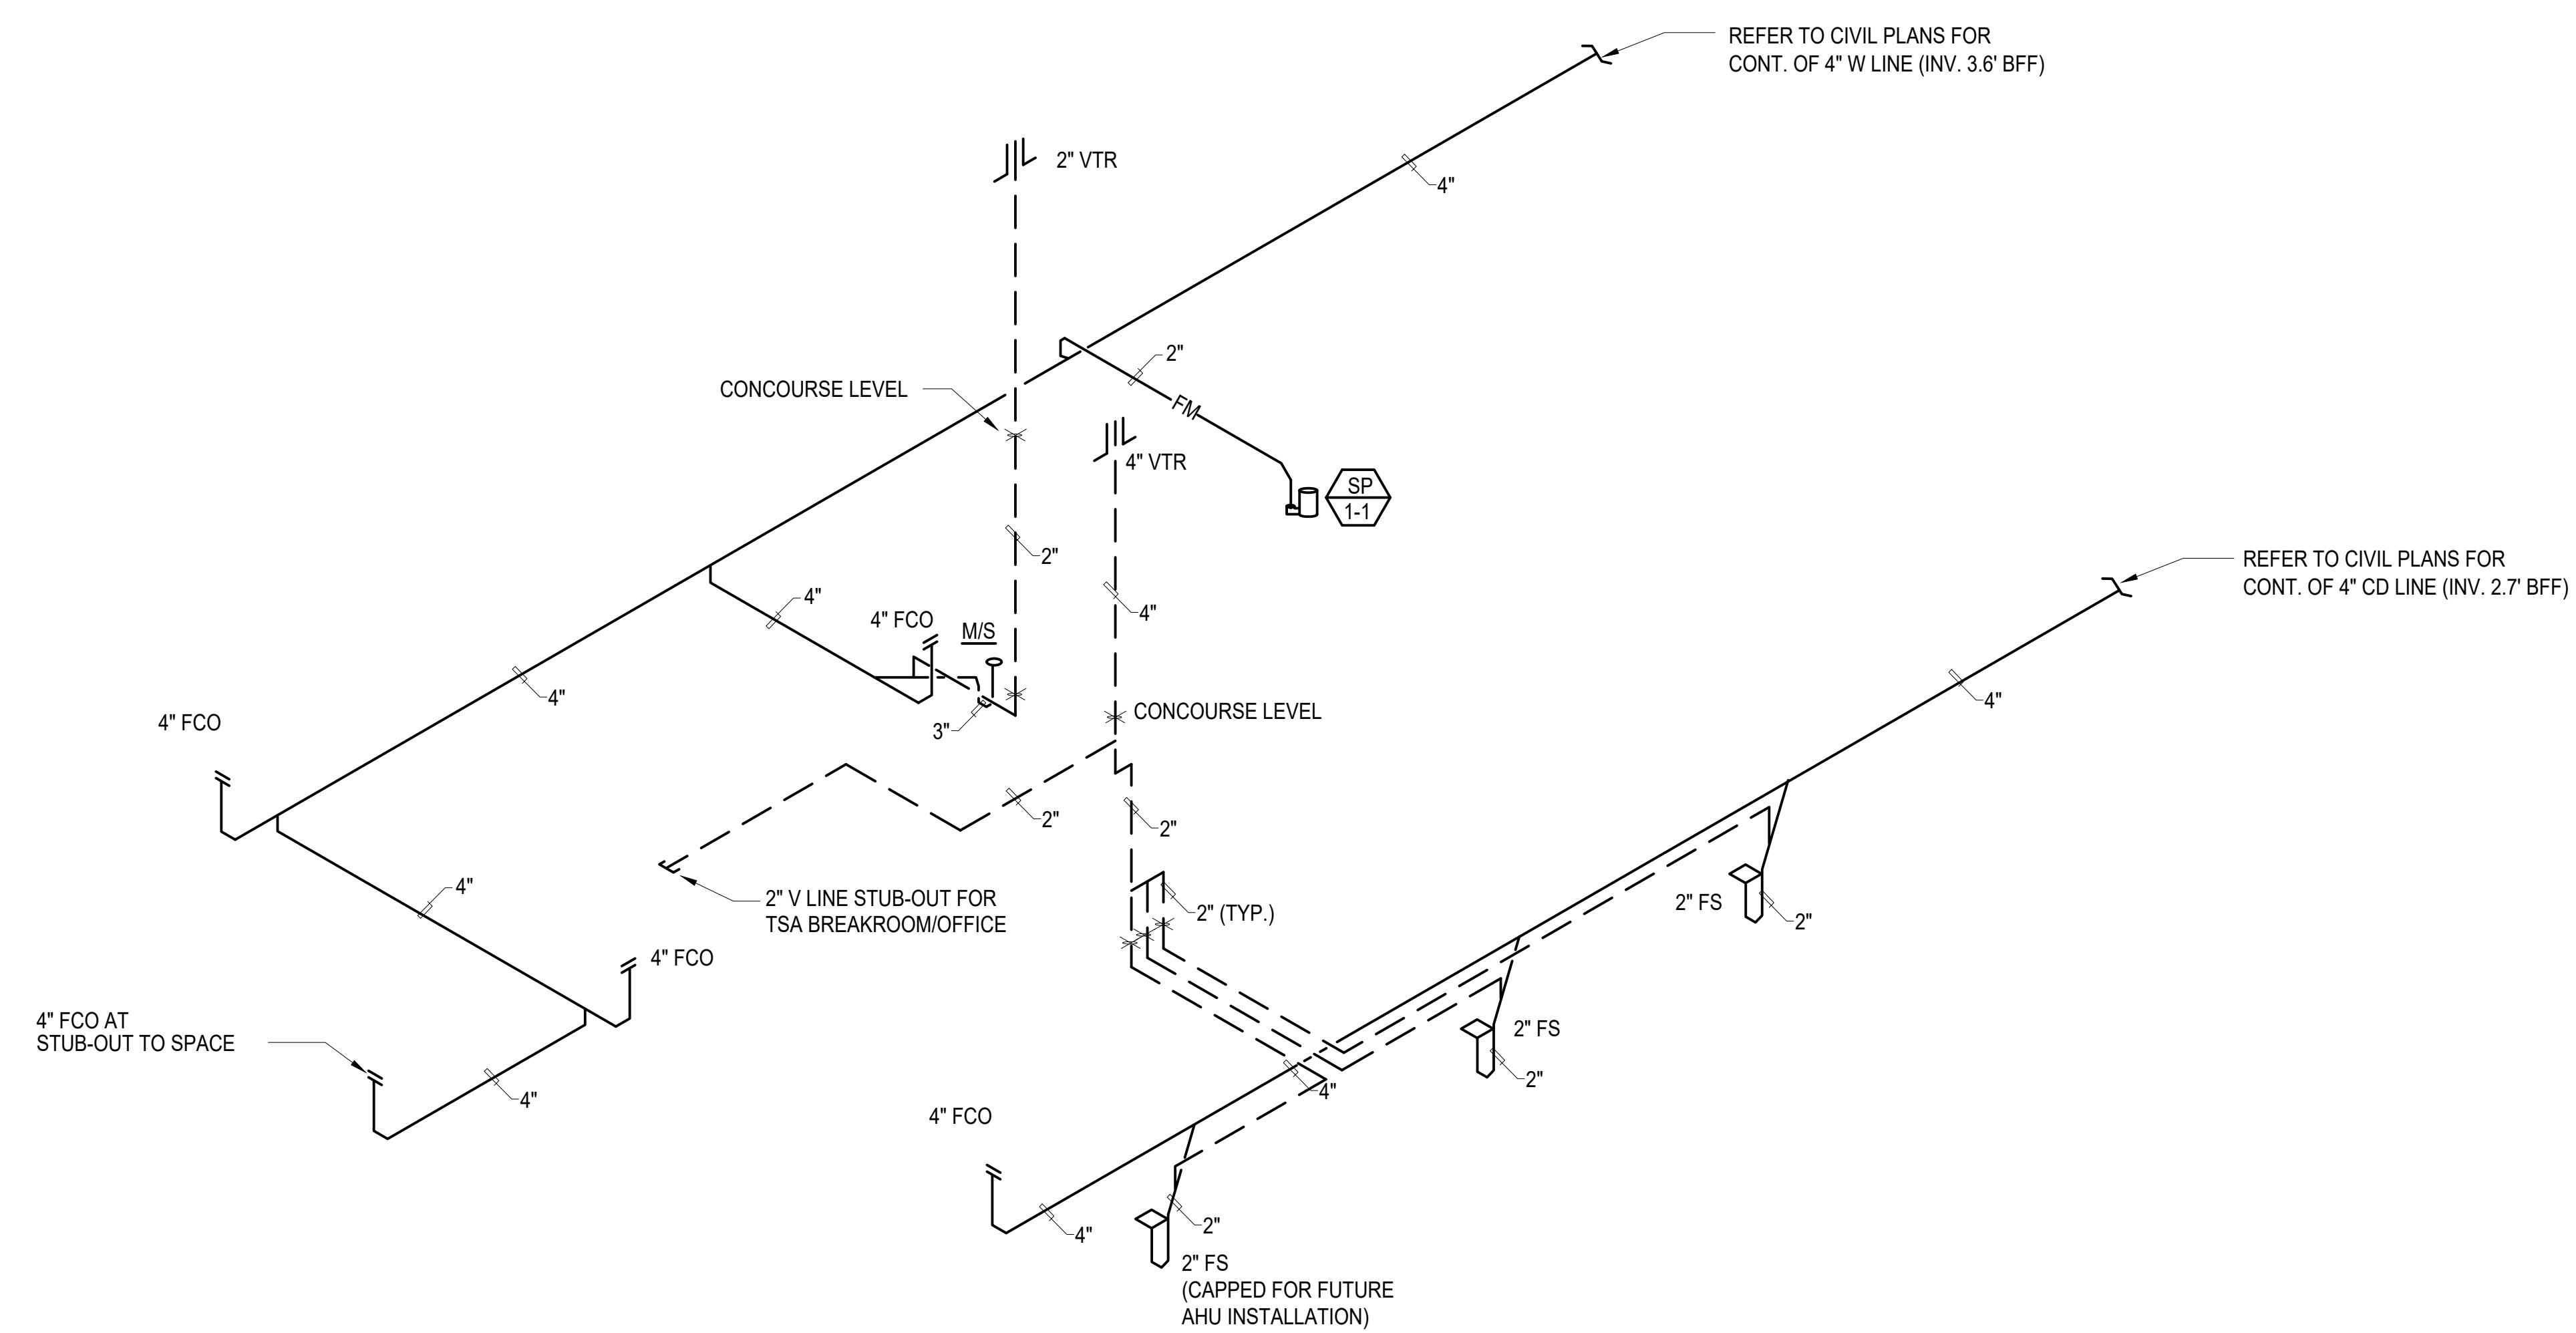 REFER TO CIVIL PLANS FOR
CONT. OF 4" W LINE (INV. 3.6' BFF)
2" VTR
4"
2"
CONCOURSE LEVEL
FM
4" VTR
SP
1-1
2"
REFER TO CIVIL PLANS FOR
CONT. OF 4" CD LINE (INV. 2.7' BFF)
4"
4"
4" FCO
M/S
4"
4"
3"
CONCOURSE LEVEL
4" FCO
2"
2"
4"
2" V LINE STUB-OUT FOR
TSA BREAKROOM/OFFICE
2" (TYP.)
2" FS
2"
4" FCO
4" FCO AT
STUB-OUT TO SPACE
2" FS
2"
4"
4"
4" FCO
4"
2"
2" FS
(CAPPED FOR FUTURE
AHU INSTALLATION)